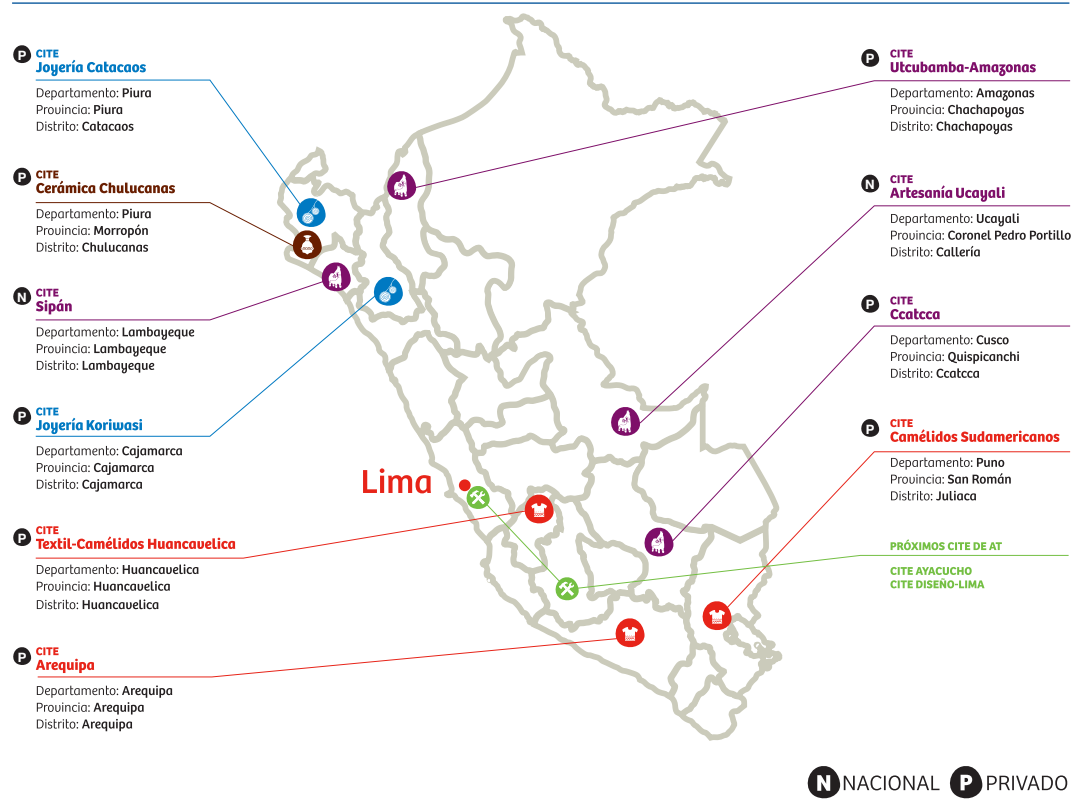 P CITE
Joyería Catacaos
Departamento: Piura
Provincia: Piura
Distrito: Catacaos
P CITE
Cerámica Chulucanas
Departamento: Piura
Provincia: Morropón
Distrito: Chulucanas
N CITE
Sipán
Departamento: Lambayeque
Provincia: Lambayeque
Distrito: Lambayeque
P CITE
Joyería Koriwasi
Departamento: Cajamarca
Provincia: Cajamarca
Distrito: Cajamarca
P CITE
Textil-Camélidos Huancavelica
Departamento: Huancavelica
Provincia: Huancavelica
Distrito: Huancavelica
P CITE
Arequipa
Departamento: Arequipa
Provincia: Arequipa
Distrito: Arequipa
Lima
P CITE
Utcubamba-Amazonas
Departamento: Amazonas
Provincia: Chachapoyas
Distrito: Chachapoyas
N CITE
Artesanía Ucayali
Departamento: Ucayali
Provincia: Coronel Pedro Portillo
Distrito: Callería
P CITE
Ccatcca
Departamento: Cusco
Provincia: Quispicanchi
Distrito: Ccatcca
P CITE
Camélidos Sudamericanos
Departamento: Puno
Provincia: San Román
Distrito: Juliaca
PRÓXIMOS CITE DE AT
CITE AYACUCHO
CITE DISEÑO-LIMA
N NACIONAL P PRIVADO